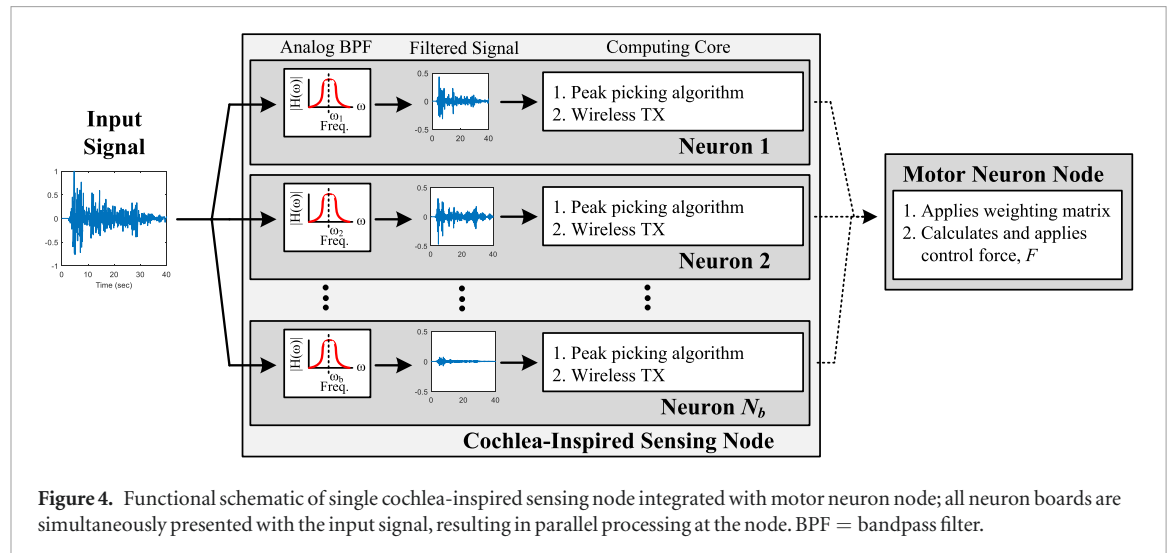 Analog BPF
Filtered Signal
Computing Core
Input
Signal
1
0.5
0
-0.5
-1
0
10
20
30
40
Time (sec)
|H(ω)|
ω
ω1
Freq.
0.5
0
-0.5
0
20
40
1. Peak picking algorithm
2. Wireless TX
Neuron 1
|H(ω)|
ω
ω2
Freq.
0.5
0
-0.5
0
20
40
1. Peak picking algorithm
2. Wireless TX
Neuron 2
|H(ω)|
ω
ωb
Freq.
0.5
0
-0.5
0
20
40
1. Peak picking algorithm
2. Wireless TX
Neuron Nb
Cochlea-Inspired Sensing Node
Motor Neuron Node
1. Applies weighting matrix
2. Calculates and applies
control force, F
Figure 4. Functional schematic of single cochlea-inspired sensing node integrated with motor neuron node; all neuron boards are
simultaneously presented with the input signal, resulting in parallel processing at the node. BPF = bandpass filter.